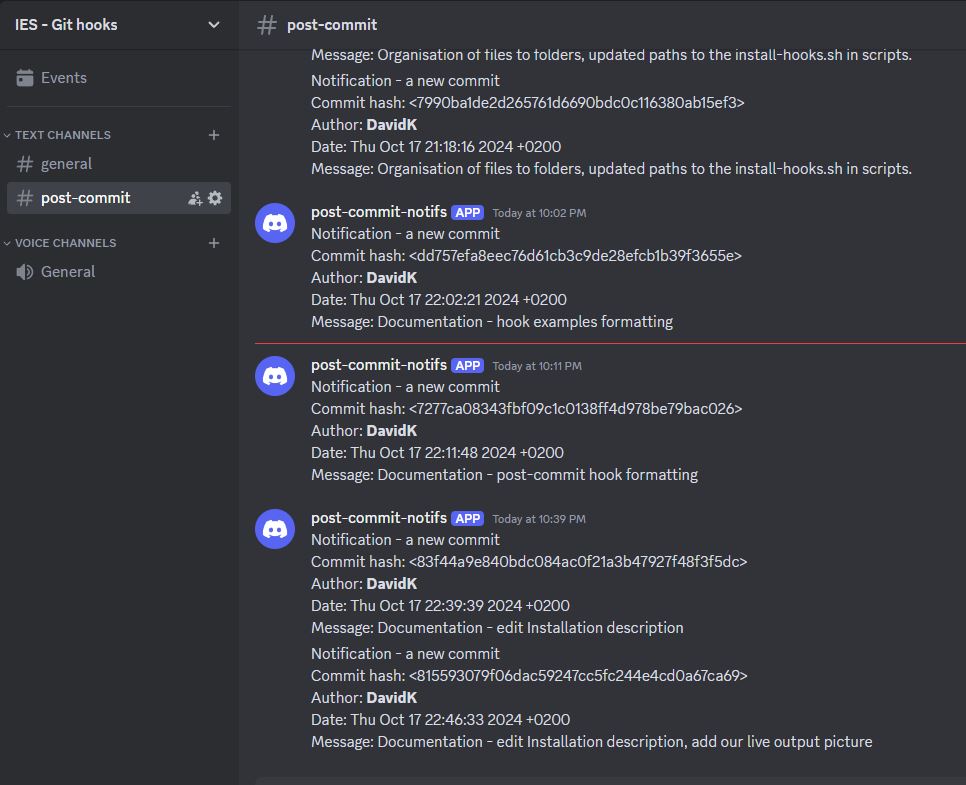 IES - Git hooks
Events
TEXT CHANNELS
general
post-commit
VOICE CHANNELS
General
# post-commit
Message: Organisation of files to folders, updated paths to the install-hooks.sh in scripts.
Notification - a new commit
Commit hash: <7990ba1de2d265761d6690bdc0c116380ab15ef3>
Author: DavidK
Date: Thu Oct 17 21:18:16 2024 +0200
Message: Organisation of files to folders, updated paths to the install-hooks.sh in scripts.
post-commit-notifs APP Today at 10:02 PM
Notification - a new commit
Commit hash: <dd757efa8eec76d61cb3c9de28efcb1b39f3655e>
Author: DavidK
Date: Thu Oct 17 22:02:21 2024 +0200
Message: Documentation - hook examples formatting
post-commit-notifs APP Today at 10:11 PM
Notification - a new commit
Commit hash: <7277ca08343fbf09c1c0138ff4d978be79bac026>
Author: DavidK
Date: Thu Oct 17 22:11:48 2024 +0200
Message: Documentation - post-commit hook formatting
post-commit-notifs APP Today at 10:39 PM
Notification - a new commit
Commit hash: <83f44a9e840bdc084ac0f21a3b47927f48f3f5dc>
Author: DavidK
Date: Thu Oct 17 22:39:39 2024 +0200
Message: Documentation - edit Installation description
Notification - a new commit
Commit hash: <815593079f06dac59247cc5fc244e4cd0a67ca69>
Author: DavidK
Date: Thu Oct 17 22:46:33 2024 +0200
Message: Documentation - edit Installation description, add our live output picture